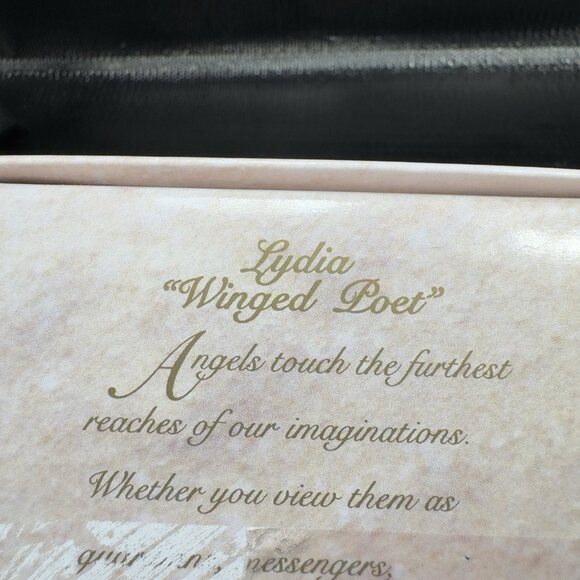 Lydia
“Winged Poet”
Angels touch the furthest
reaches of our imaginations.
Whether you view them as
messengers,